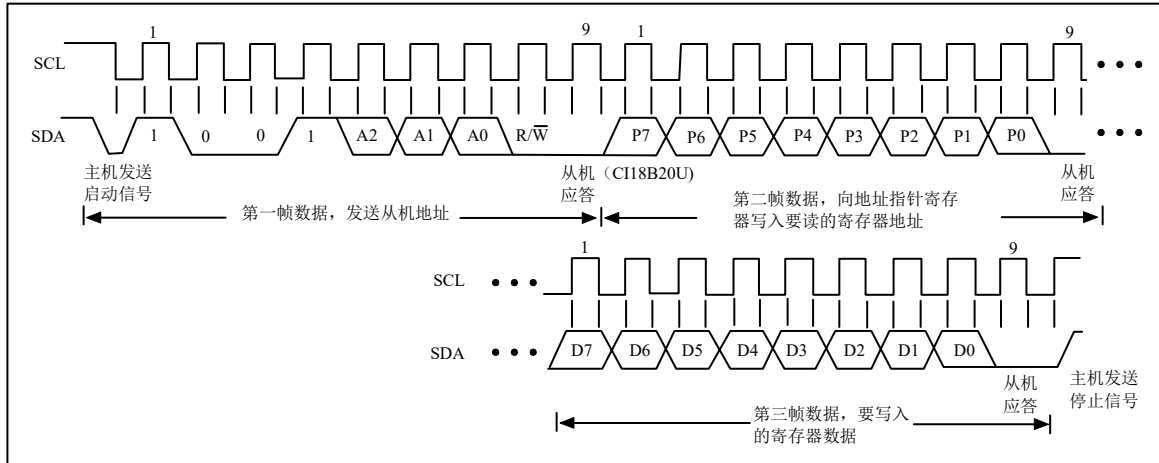 1 9 1 9
SCL
SDA 1 0 0 1 A2 A1 A0 R/W̅ P7 P6 P5 P4 P3 P2 P1 P0
主机发送
启动信号
从机（CI18B20U)
应答
从机
应答
第一帧数据，发送从机地址
第二帧数据，向地址指针寄存
器写入要读的寄存器地址
1 9
SCL
SDA D7 D6 D5 D4 D3 D2 D1 D0
从机
应答
主机发送
停止信号
第三帧数据，要写入
的寄存器数据